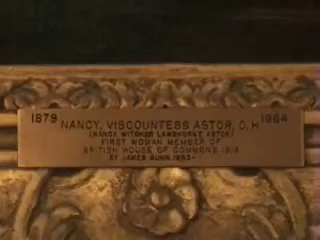 1879 NANCY, VISCOUNTESS ASTOR, C.H 1964
(NANCY WITCHER LANGHORNE ASTOR)
FIRST WOMAN MEMBER OF
BRITISH HOUSE OF COMMONS 1919
BY JAMES GUNN